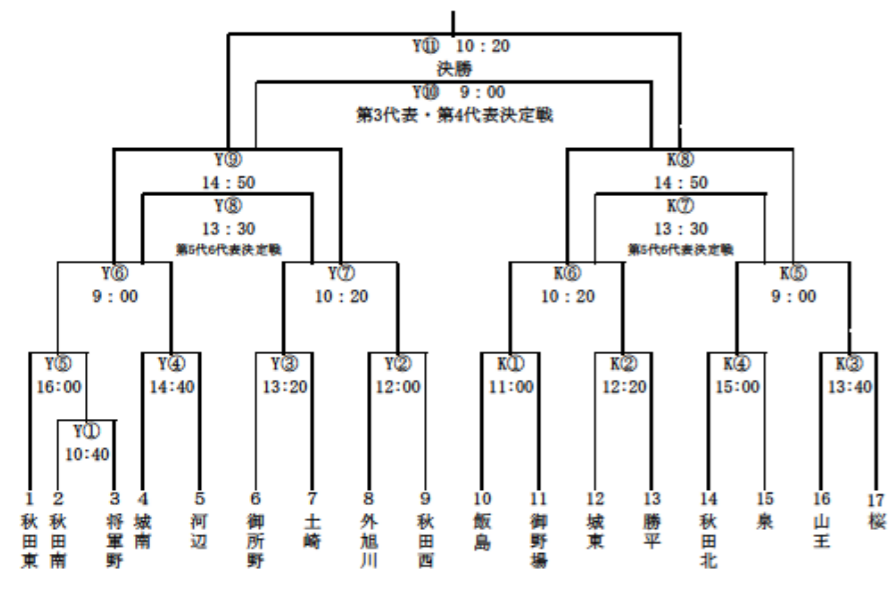 Y⑪ 10：20
決勝
Y⑩ 9：00
第3代表・第4代表決定戦
Y⑨
14：50
K⑧
14：50
Y⑧
13：30
第5代6代表決定戦
K⑦
13：30
第5代6代表決定戦
Y⑥
9：00
Y⑦
10：20
K⑥
10：20
K⑤
9：00
Y⑤
16:00
Y④
14:40
Y③
13:20
Y②
12:00
K①
11:00
K②
12:20
K④
15:00
K③
13:40
Y①
10:40
1 秋田東
2 秋田南
3 将軍野
4 城南
5 河辺
6 御所野
7 土崎
8 外旭川
9 秋田西
10 飯島
11 御野場
12 城東
13 勝平
14 秋田北
15 泉
16 山王
17 桜